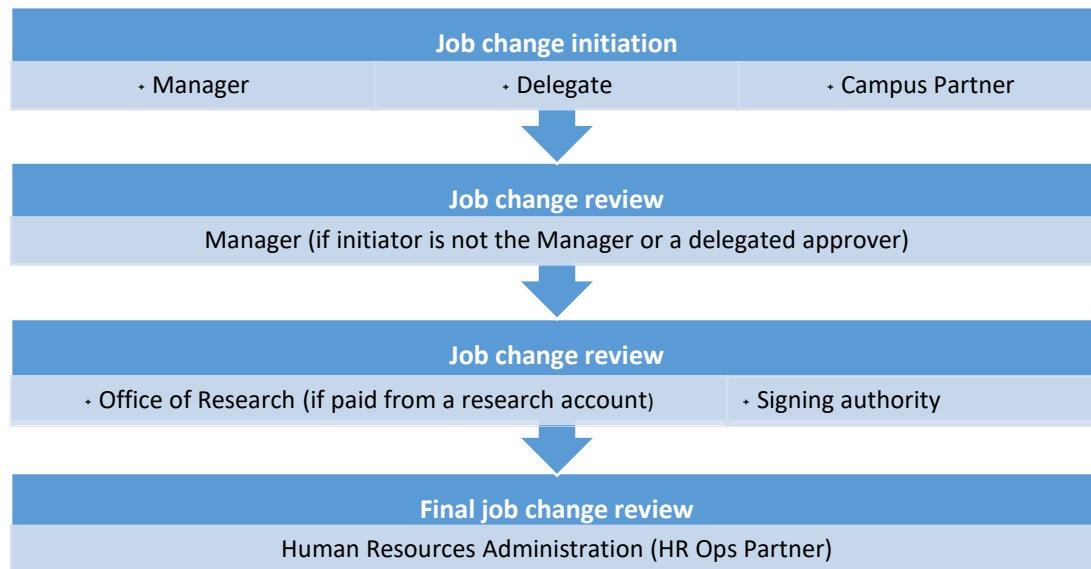 Job change initiation
+ Manager
+ Delegate
+ Campus Partner
Job change review
Manager (if initiator is not the Manager or a delegated approver)
Job change review
+ Office of Research (if paid from a research account)
+ Signing authority
Final job change review
Human Resources Administration (HR Ops Partner)